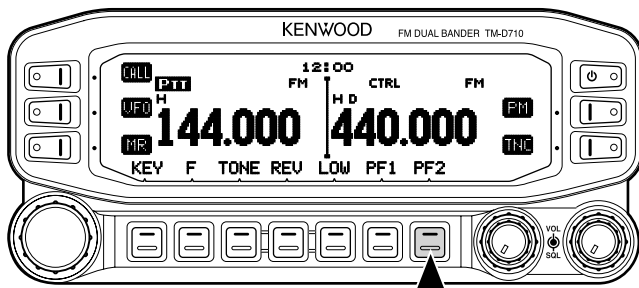 KENWOOD FM DUAL BANDER TM-D710
12:00
CALL PTT FM CTRL FM
VFO H 144.000 H D 440.000 PM
MR TNC
KEY F TONE REV LOW PF1 PF2
VOL
SQL